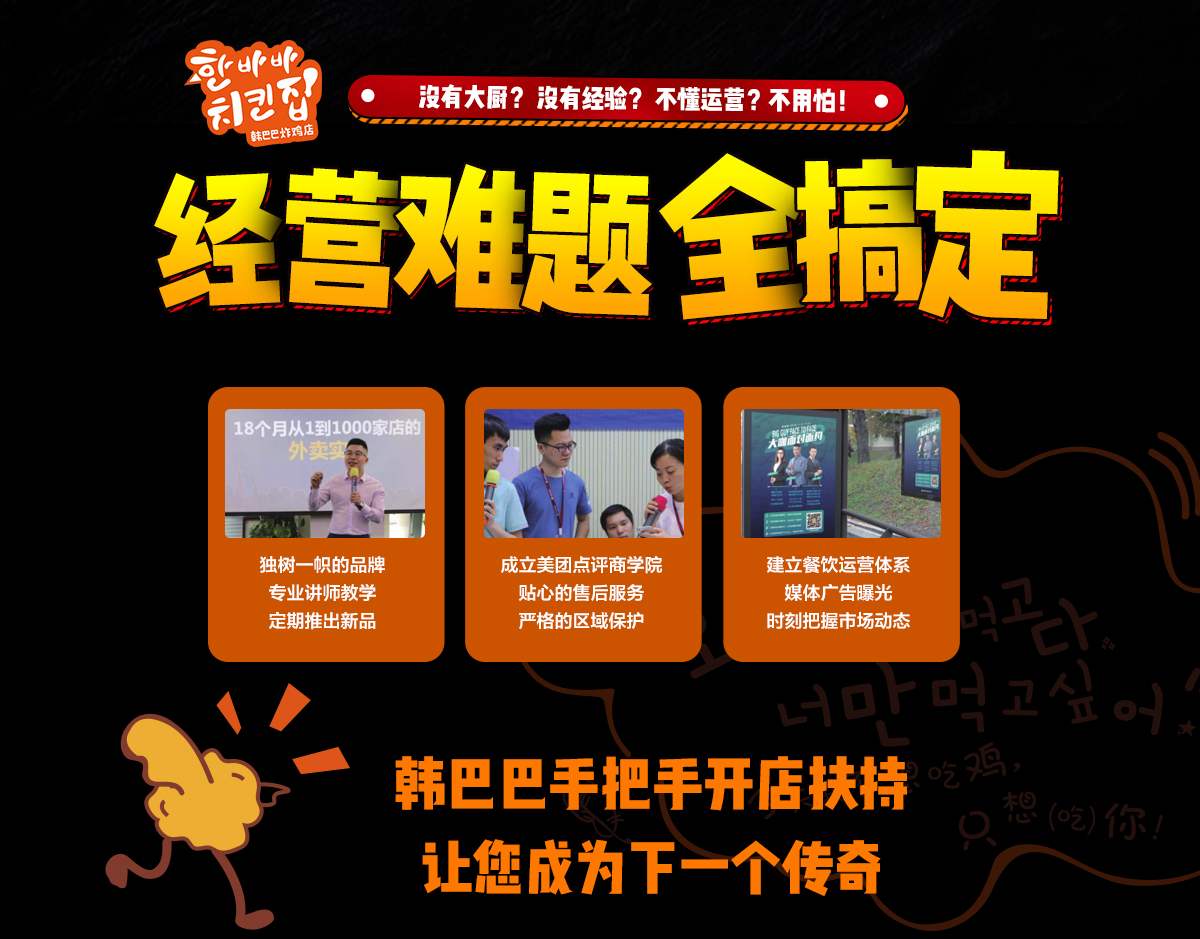 한바바
치킨집
韩巴巴炸鸡店
没有大厨？没有经验？不懂运营？不用怕！
经营难题 全搞定
18个月从1到1000家店的
外卖实
BIG GUY FACE TO FACE
大咖面对面
独树一帜的品牌
专业讲师教学
定期推出新品
成立美团点评商学院
贴心的售后服务
严格的区域保护
建立餐饮运营体系
媒体广告曝光
时刻把握市场动态
먹고다
너만 먹고싶어!
想吃鸡,
只想(吃)你!
韩巴巴手把手开店扶持
让您成为下一个传奇